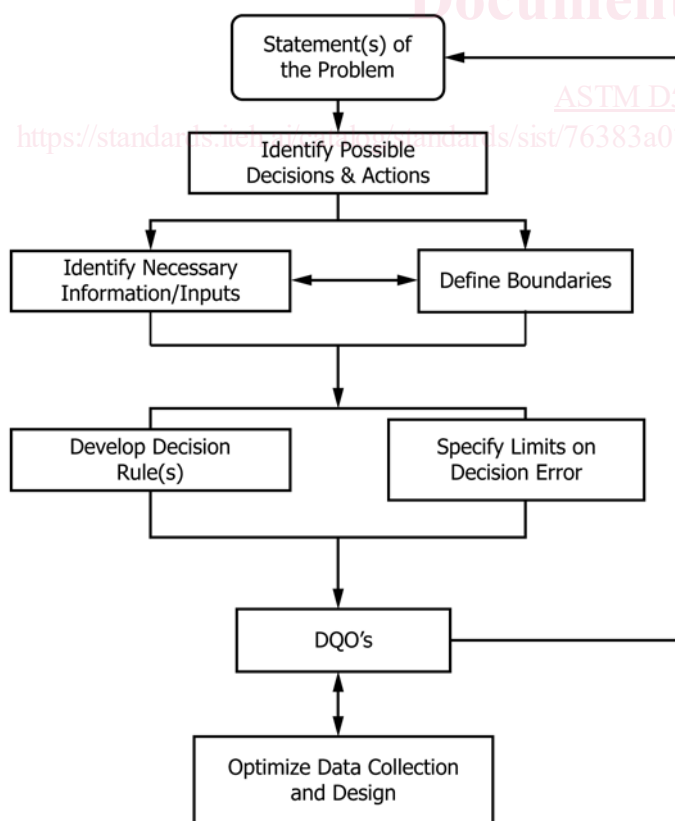 Document
Statement(s) of
the Problem
ASTM D
https://standards.iteh.ai/catalog/standards/sist/76383a0
Identify Possible
Decisions & Actions
Identify Necessary
Information/Inputs
Define Boundaries
Develop Decision
Rule(s)
Specify Limits on
Decision Error
DQO's
Optimize Data Collection
and Design